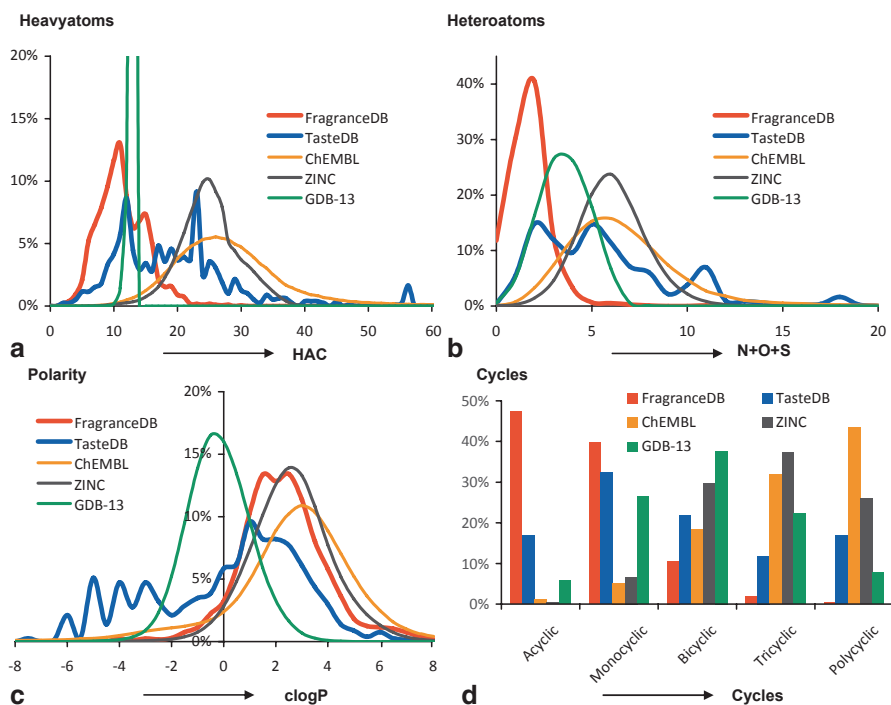 Heavyatoms
20%
15%
10%
5%
0%
0 10 20 30 40 50 60
FragranceDB
TasteDB
ChEMBL
ZINC
GDB-13
a
HAC
Heteroatoms
40%
30%
20%
10%
0%
0 5 10 15 20
FragranceDB
TasteDB
ChEMBL
ZINC
GDB-13
b
N+O+S
Polarity
20%
15%
10%
5%
0%
-8 -6 -4 -2 0 2 4 6 8
FragranceDB
TasteDB
ChEMBL
ZINC
GDB-13
c
clogP
Cycles
50%
40%
30%
20%
10%
0%
FragranceDB TasteDB
ChEMBL ZINC
GDB-13
Acyclic Monocyclic Bicyclic Tricyclic Polycyclic
d
Cycles